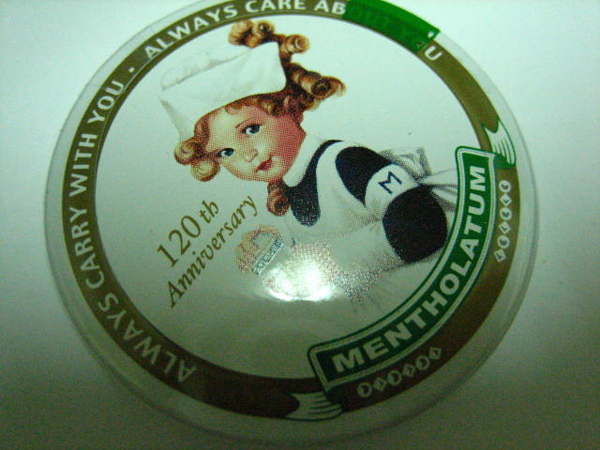 ALWAYS CARRY WITH YOU · ALWAYS CARE AB
U
120th
Anniversary
M
MENTHOLATUM